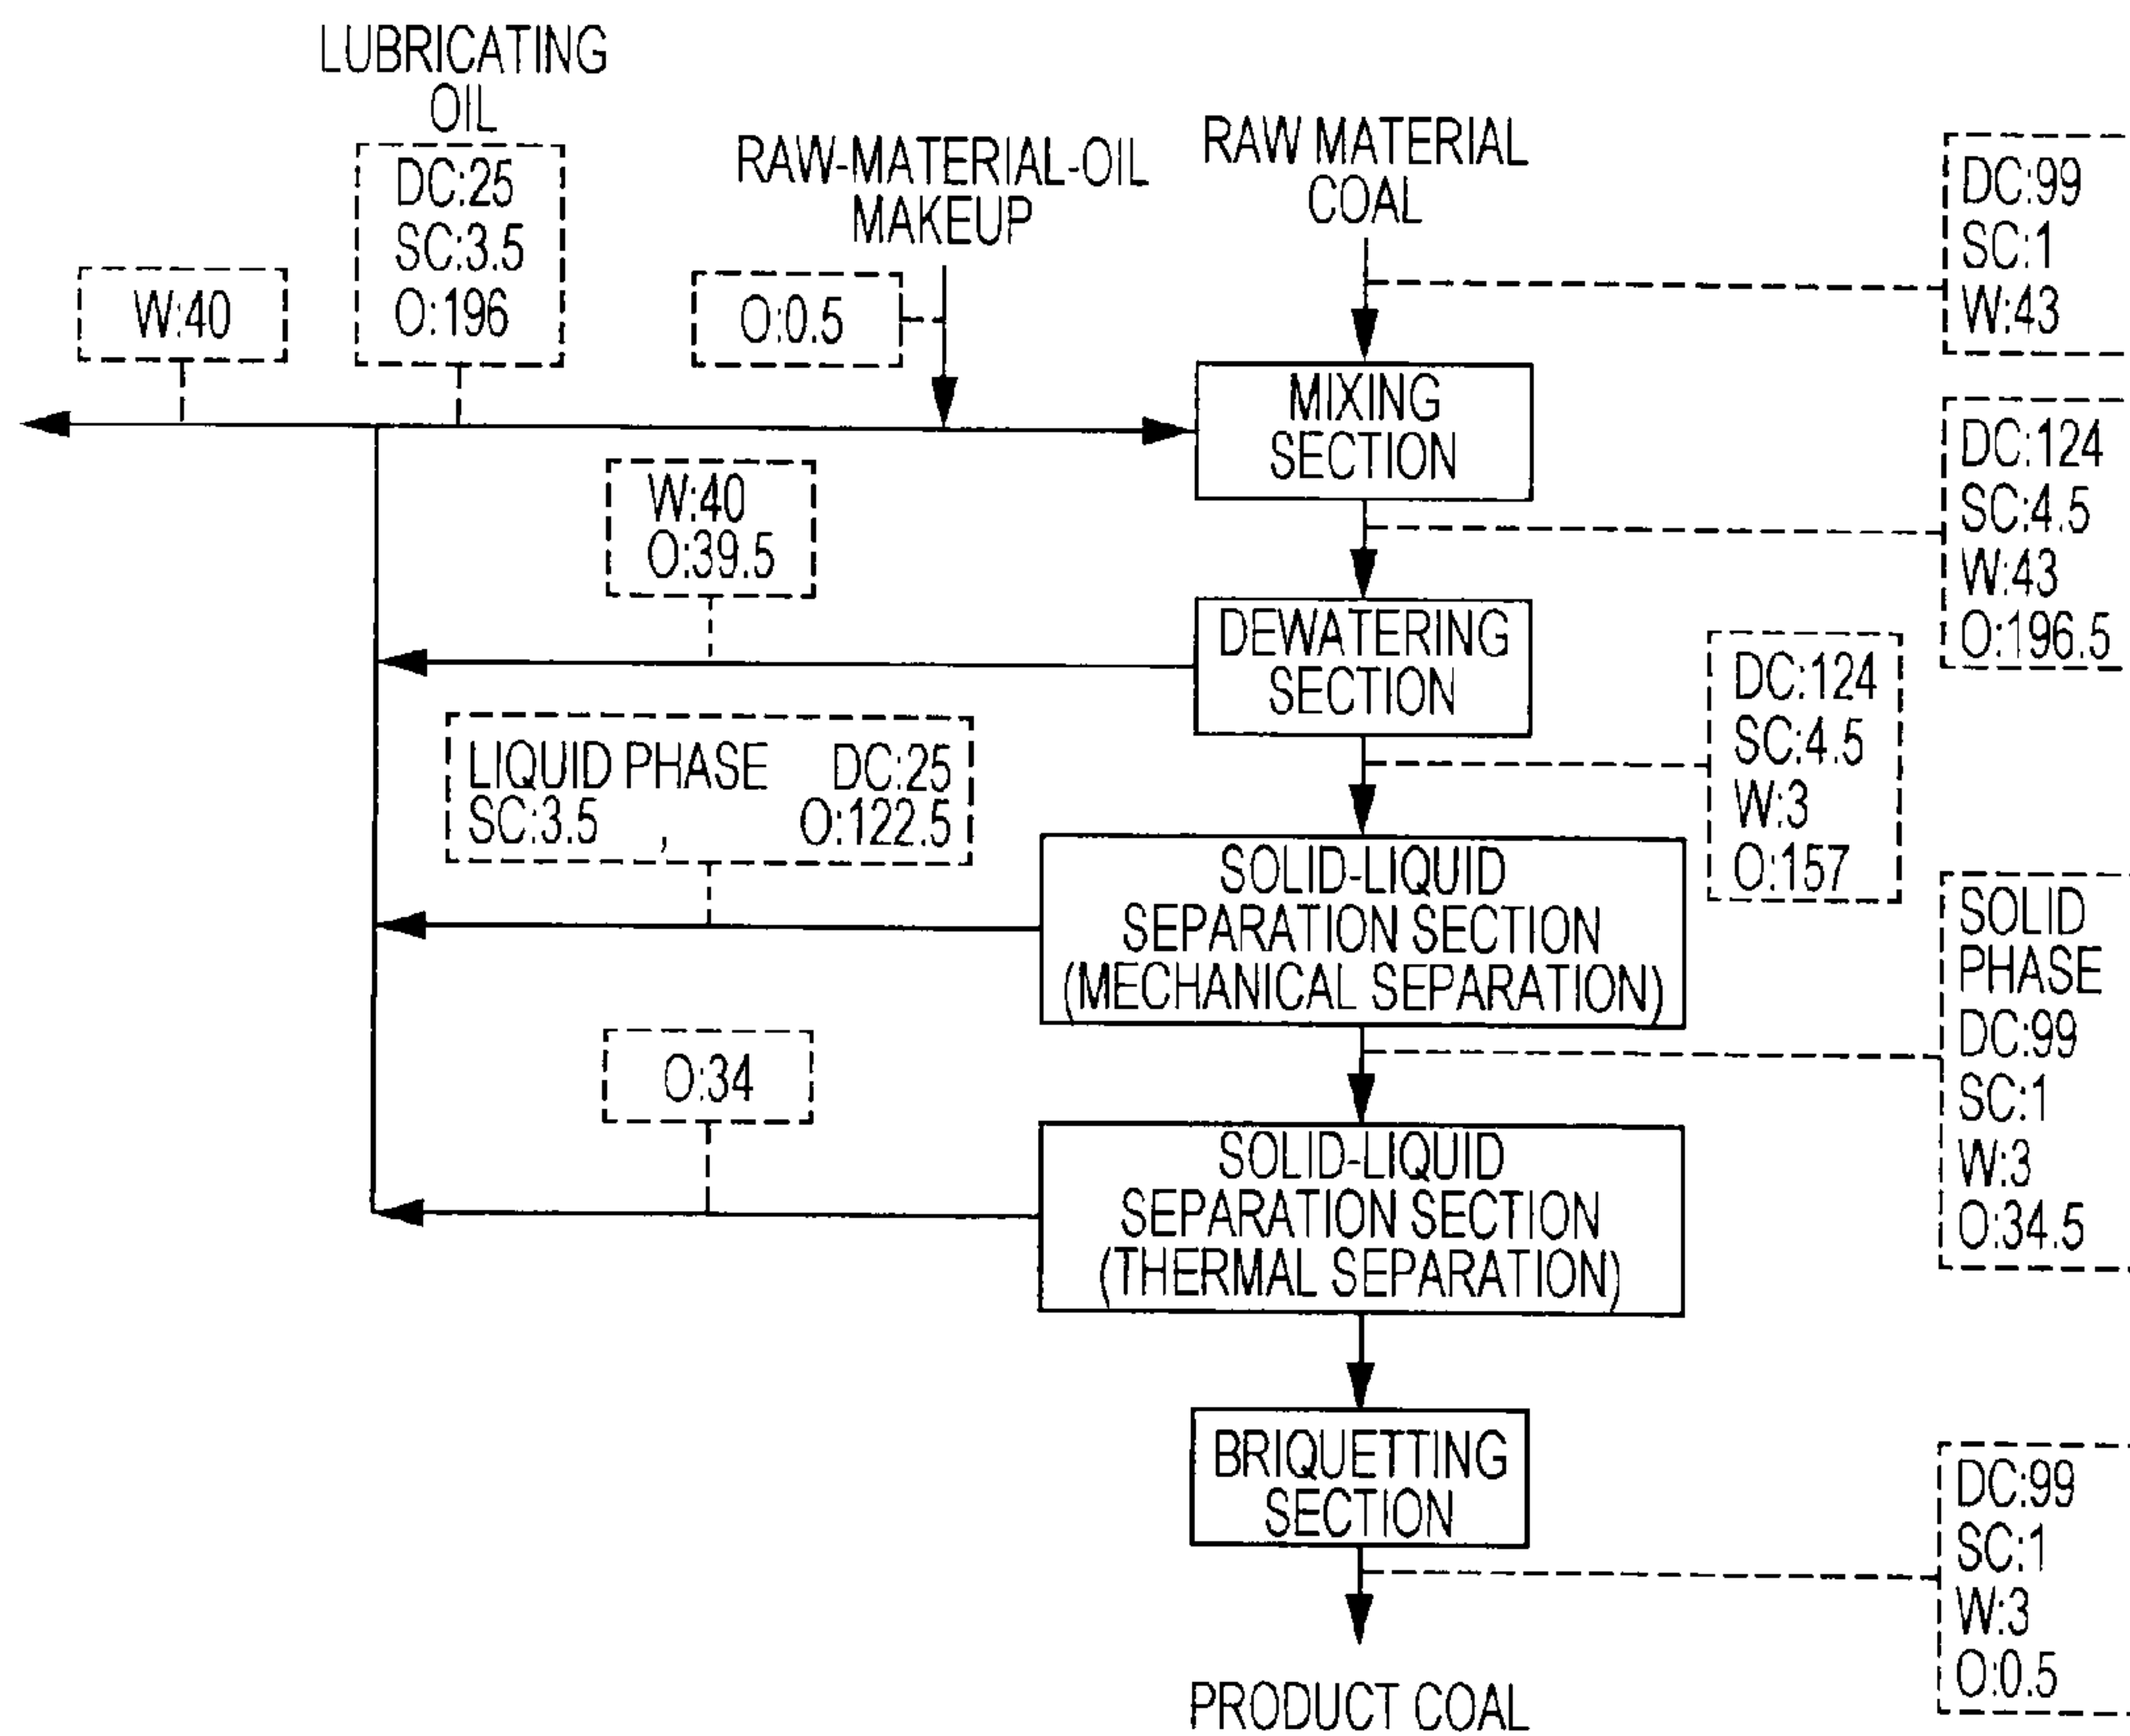 LUBRICATING
OIL
DC:25
SC:3.5
O:196
W:40
RAW-MATERIAL-OIL
MAKEUP
O:0.5
RAW MATERIAL
COAL
DC:99
SC:1
W:43
MIXING
SECTION
DC:124
SC:4.5
W:43
O:196.5
W:40
O:39.5
DEWATERING
SECTION
DC:124
SC:4.5
W:3
O:157
LIQUID PHASE DC:25
SC:3.5 , O:122.5
SOLID-LIQUID
SEPARATION SECTION
(MECHANICAL SEPARATION)
SOLID
PHASE
DC:99
SC:1
W:3
O:34.5
O:34
SOLID-LIQUID
SEPARATION SECTION
(THERMAL SEPARATION)
BRIQUETTING
SECTION
DC:99
SC:1
W:3
O:0.5
PRODUCT COAL